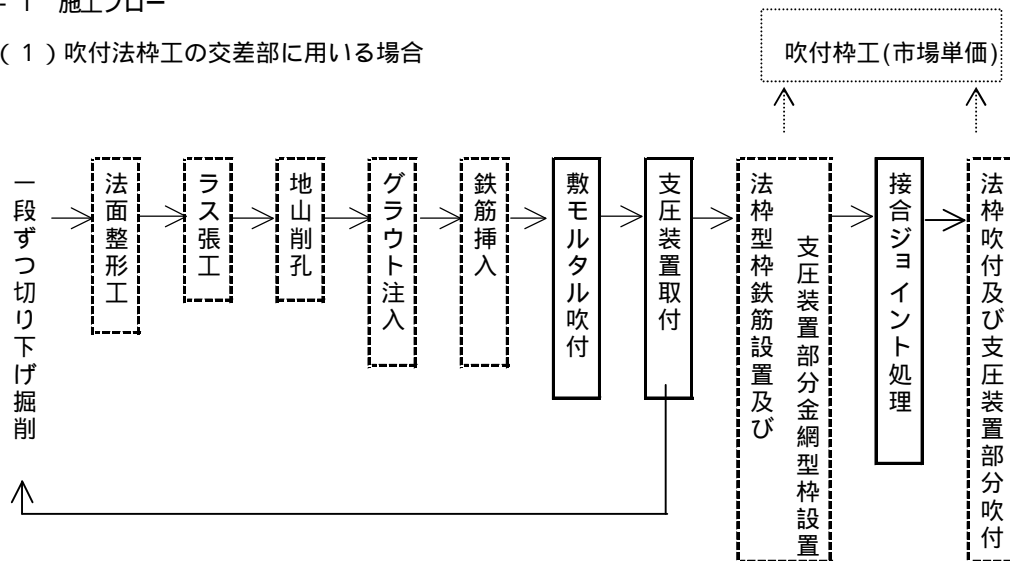 - 1 施工フロー
(1)吹付法枠工の交差部に用いる場合
吹付枠工(市場単価)
一段ずつ切り下げ掘削
法面整形工
ラス張工
地山削孔
グラウト注入
鉄筋挿入
敷モルタル吹付
支圧装置取付
法枠型枠鉄筋設置及び
支圧装置部分金網型枠設置
接合ジョイント処理
法枠吹付及び支圧装置部分吹付